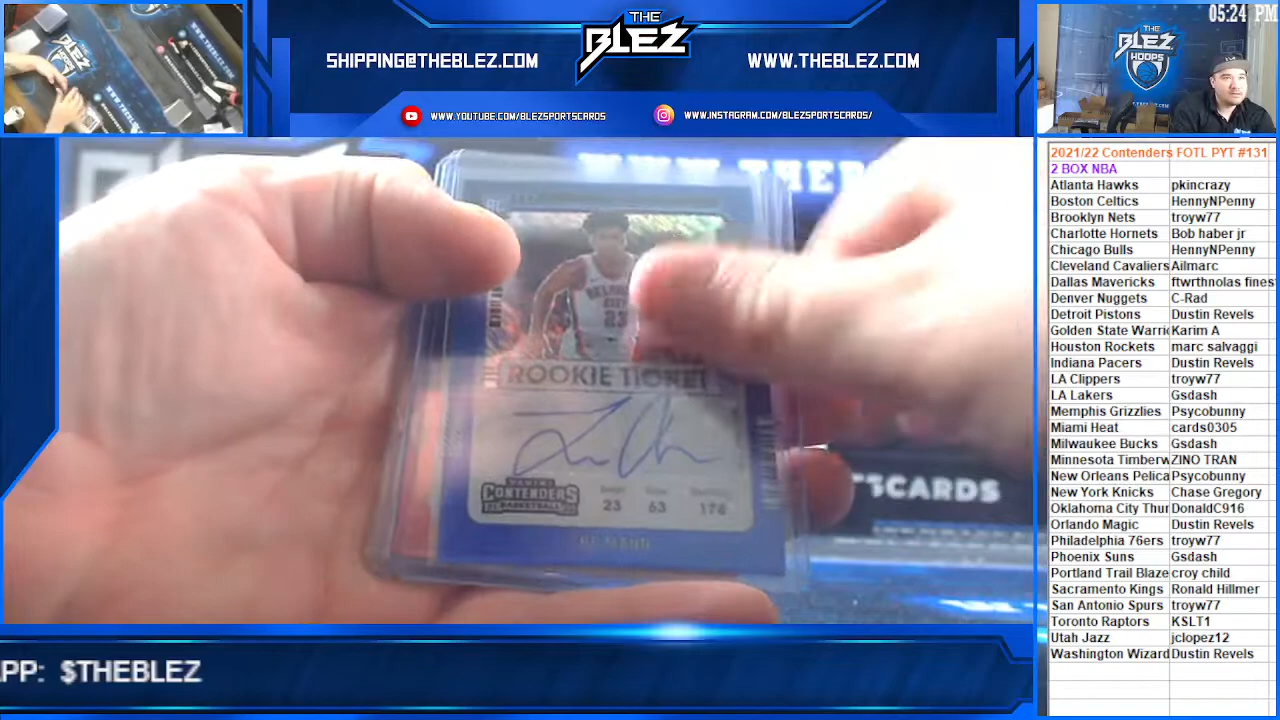 05:24 PM
THE
BLEZ
SHIPPING@THEBLEZ.COM
WWW.THEBLEZ.COM
WWW.YOUTUBE.COM/BLEZSPORTSCARDS
WWW.INSTAGRAM.COM/BLEZSPORTSCARDS/
THE
BLEZ
HOOPS
2021/22 Contenders FOTL PYT #131
2 BOX NBA
Atlanta Hawks pkincrazy
Boston Celtics HennyNPenny
Brooklyn Nets troyw77
Charlotte Hornets Bob haber jr
Chicago Bulls HennyNPenny
Cleveland Cavaliers Ailmarc
Dallas Mavericks ftwrthnolas fines
Denver Nuggets C-Rad
Detroit Pistons Dustin Revels
Golden State Warri Karim A
Houston Rockets marc salvaggi
Indiana Pacers Dustin Revels
LA Clippers troyw77
LA Lakers Gsdash
Memphis Grizzlies Psycobunny
Miami Heat cards0305
Milwaukee Bucks Gsdash
Minnesota Timberw ZINO TRAN
New Orleans Pelica Psycobunny
New York Knicks Chase Gregory
Oklahoma City Thu DonaldC916
Orlando Magic Dustin Revels
Philadelphia 76ers troyw77
Phoenix Suns Gsdash
Portland Trail Blaze croy child
Sacramento Kings Ronald Hillmer
San Antonio Spurs troyw77
Toronto Raptors KSLT1
Utah Jazz jclopez12
Washington Wizard Dustin Revels
ROOKIE TICKET
23
PANINI
CONTENDERS
BASKETBALL
23 63 176
TSCARDS
PP: $THEBLEZ